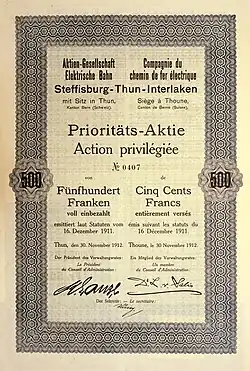 Aktien-Gesellschaft Compagnie du
Elektrische Bahn chemin de fer électrique
Steffisburg-Thun-Interlaken
mit Sitz in Thun, Siège à Thoune,
Kanton Bern (Schweiz). Canton de Berne (Suisse).
Prioritäts-Aktie
Action privilégiée
№ 0407
von de
500 Fünfhundert Cinq Cents 500
Franken Francs
voll einbezahlt entièrement versés
emittiert laut Statuten vom émis suivant les statuts du
16. Dezember 1911. 16 Décembre 1911.
Thun, den 30. November 1912. Thoune, le 30 Novembre 1912.
Der Präsident des Verwaltungsrates: Ein Mitglied des Verwaltungsrates:
Le Président Un membre
du Conseil d'Administration: du Conseil d'Administration:
Der Sekretär: - Le secrétaire: